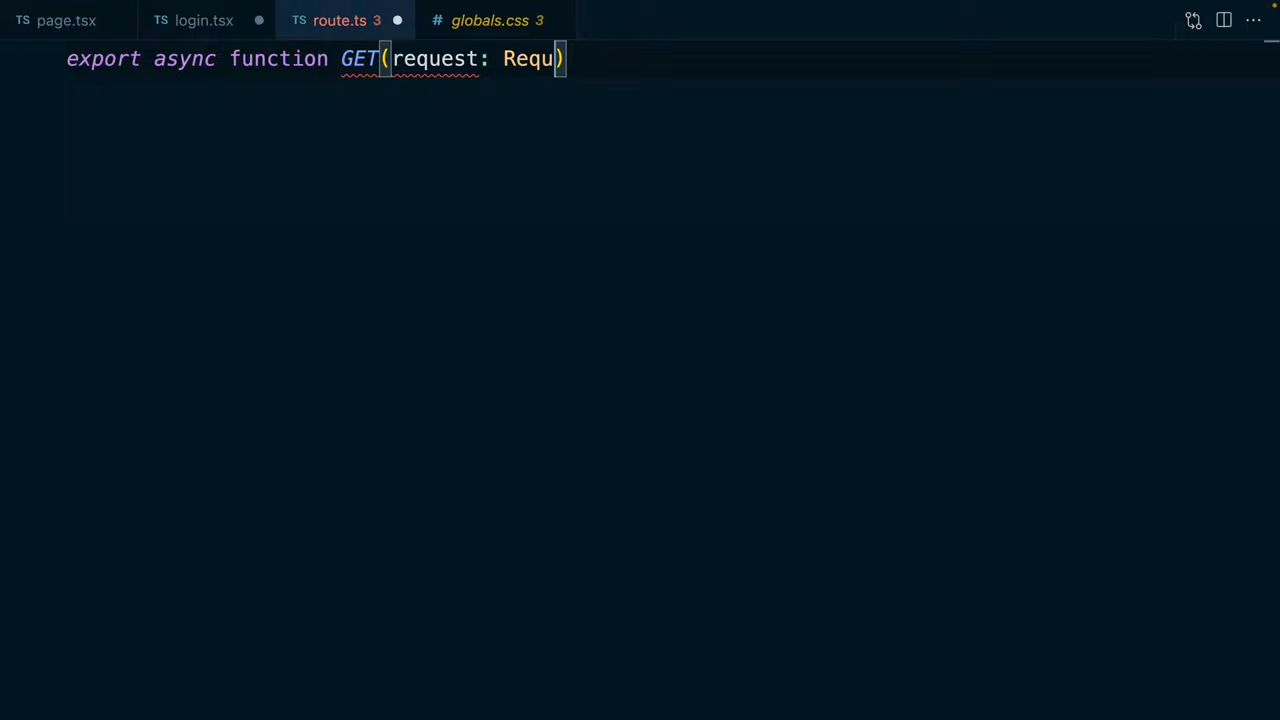 TS page.tsx TS login.tsx TS route.ts 3 # globals.css 3 ...
export async function GET(request: Requ)